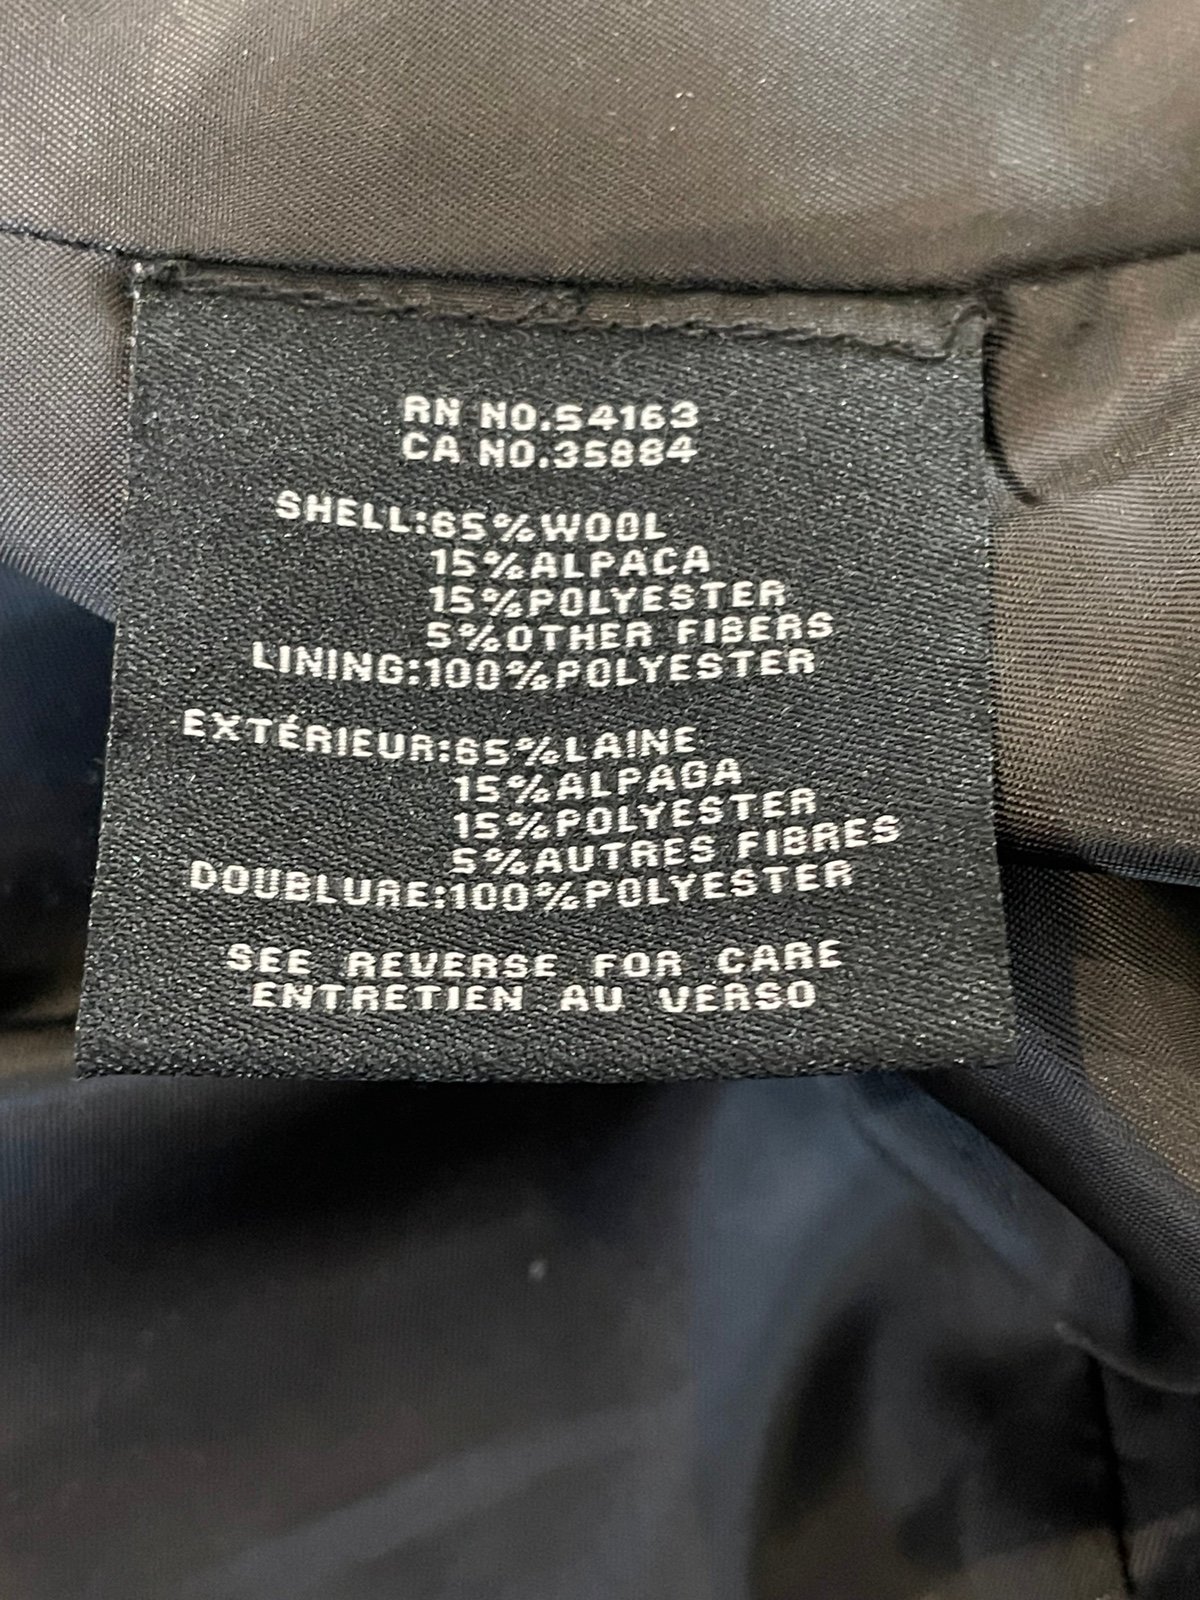 RN NO.54163
CA NO.35884
SHELL:65%WOOL
15%ALPACA
15%POLYESTER
5%OTHER FIBERS
LINING:100%POLYESTER
EXTÉRIEUR:65%LAINE
15%ALPAGA
15%POLYESTER
5%AUTRES FIBRES
DOUBLURE:100%POLYESTER
SEE REVERSE FOR CARE
ENTRETIEN AU VERSO